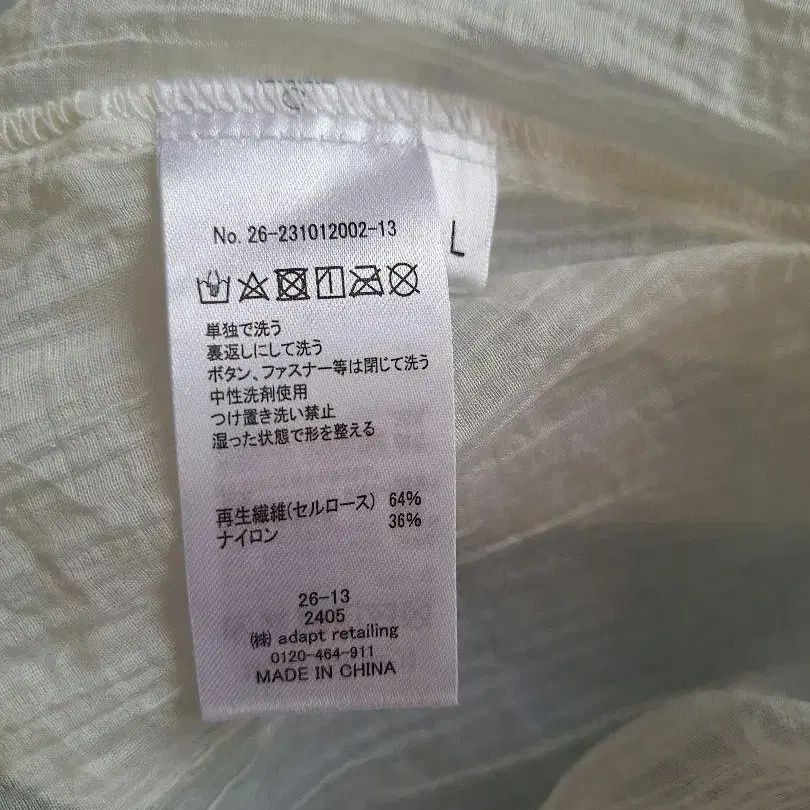 No. 26-231012002-13
L
単独で洗う
裏返しにして洗う
ボタン、ファスナー等は閉じて洗う
中性洗剤使用
つけ置き洗い禁止
湿った状態で形を整える
再生繊維(セルロース) 64%
ナイロン 36%
26-13
2405
㈱ adapt retailing
0120-464-911
MADE IN CHINA